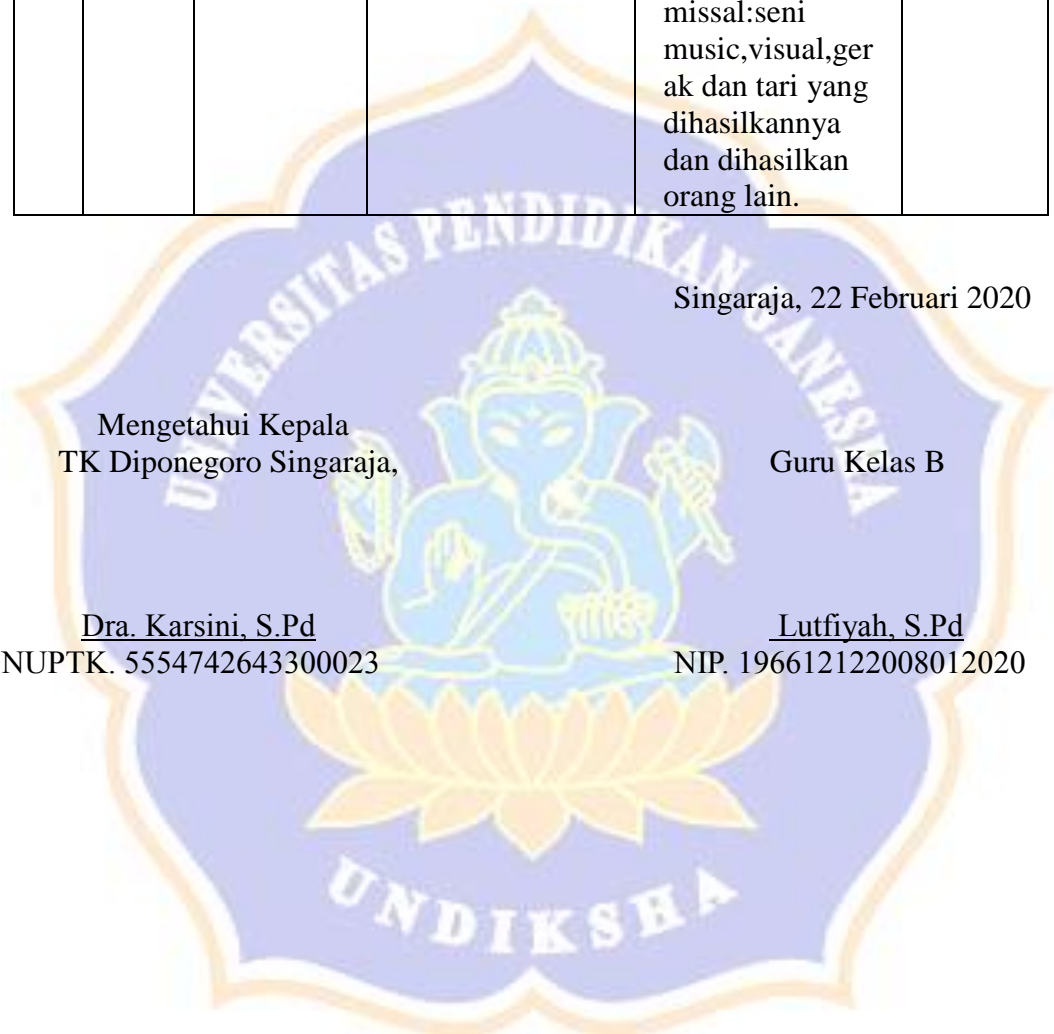 missal:seni
music,visual,ger
ak dan tari yang
dihasilkannya
dan dihasilkan
orang lain.
UNIVERSITAS PENDIDIKAN GANESHA
Singaraja, 22 Februari 2020
Mengetahui Kepala
TK Diponegoro Singaraja,
Guru Kelas B
Dra. Karsini, S.Pd
Lutfiyah, S.Pd
NUPTK. 5554742643300023
NIP. 196612122008012020
UNDIKSHA